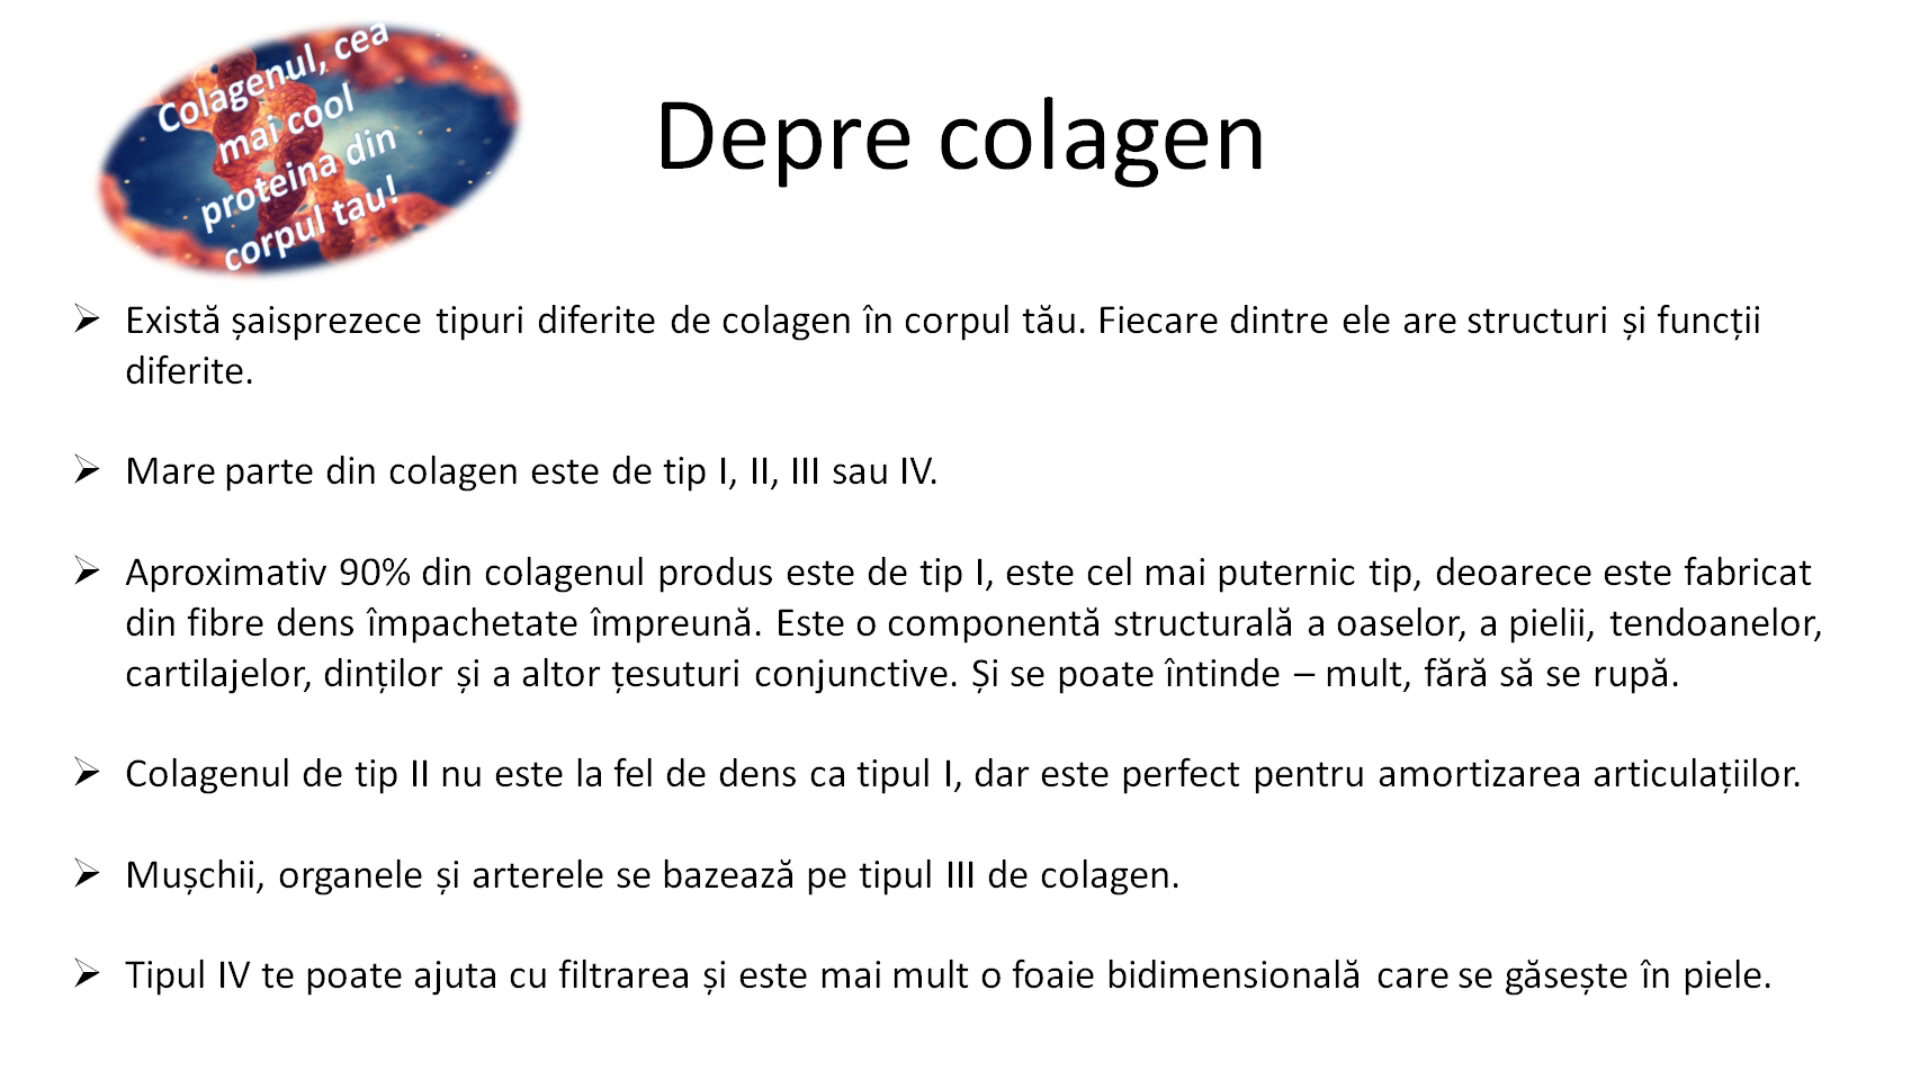 Colagenul, cea
mai cool
proteina din
corpul tau!
Depre colagen
➢ Există șaisprezece tipuri diferite de colagen în corpul tău. Fiecare dintre ele are structuri și funcții
diferite.
➢ Mare parte din colagen este de tip I, II, III sau IV.
➢ Aproximativ 90% din colagenul produs este de tip I, este cel mai puternic tip, deoarece este fabricat
din fibre dens împachetate împreună. Este o componentă structurală a oaselor, a pielii, tendoanelor,
cartilajelor, dinților și a altor țesuturi conjunctive. Și se poate întinde – mult, fără să se rupă.
➢ Colagenul de tip II nu este la fel de dens ca tipul I, dar este perfect pentru amortizarea articulațiilor.
➢ Mușchii, organele și arterele se bazează pe tipul III de colagen.
➢ Tipul IV te poate ajuta cu filtrarea și este mai mult o foaie bidimensională care se găsește în piele.